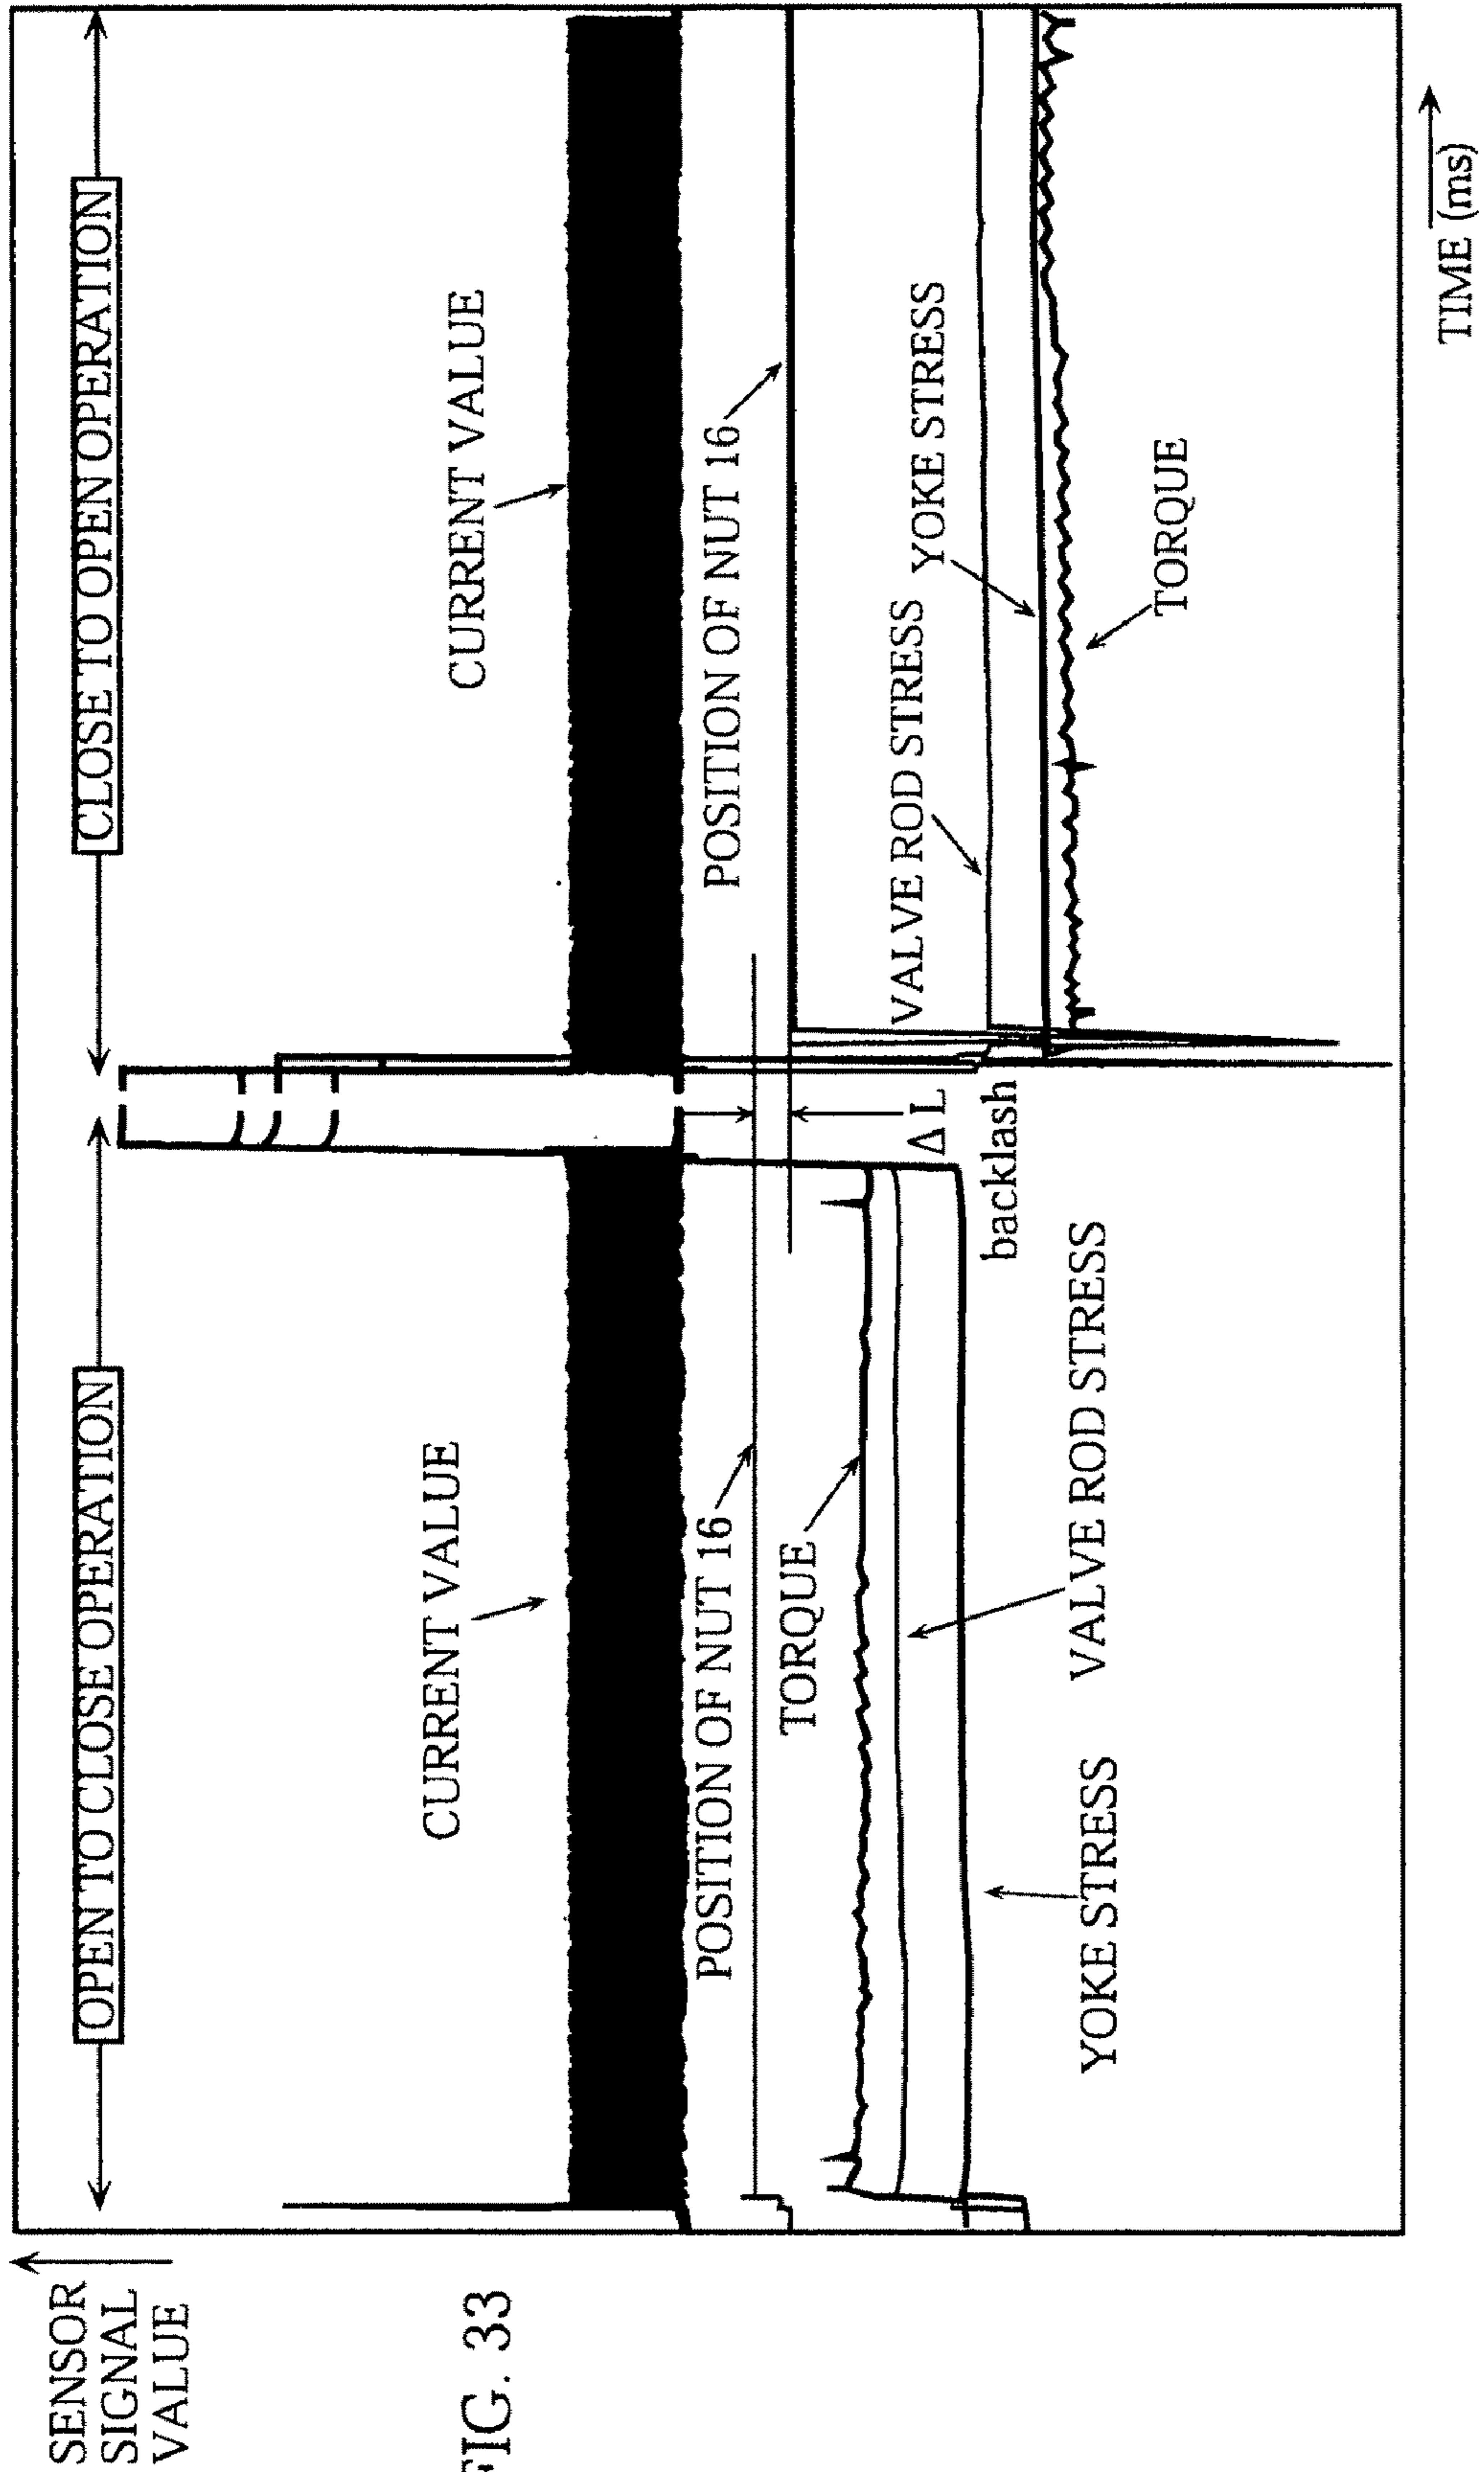 SENSOR
SIGNAL
VALUE
FIG. 33
OPEN TO CLOSE OPERATION
CLOSE TO OPEN OPERATION
CURRENT VALUE
CURRENT VALUE
POSITION OF NUT 16
POSITION OF NUT 16
TORQUE
VALVE ROD STRESS
YOKE STRESS
ΔL
backlash
YOKE STRESS
VALVE ROD STRESS
TORQUE
TIME (ms)